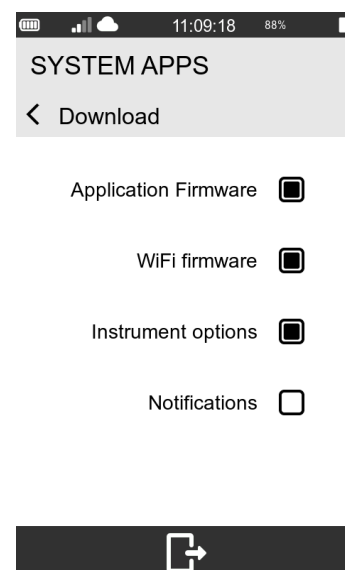 11:09:18 88%
SYSTEM APPS
Download
Application Firmware
WiFi firmware
Instrument options
Notifications